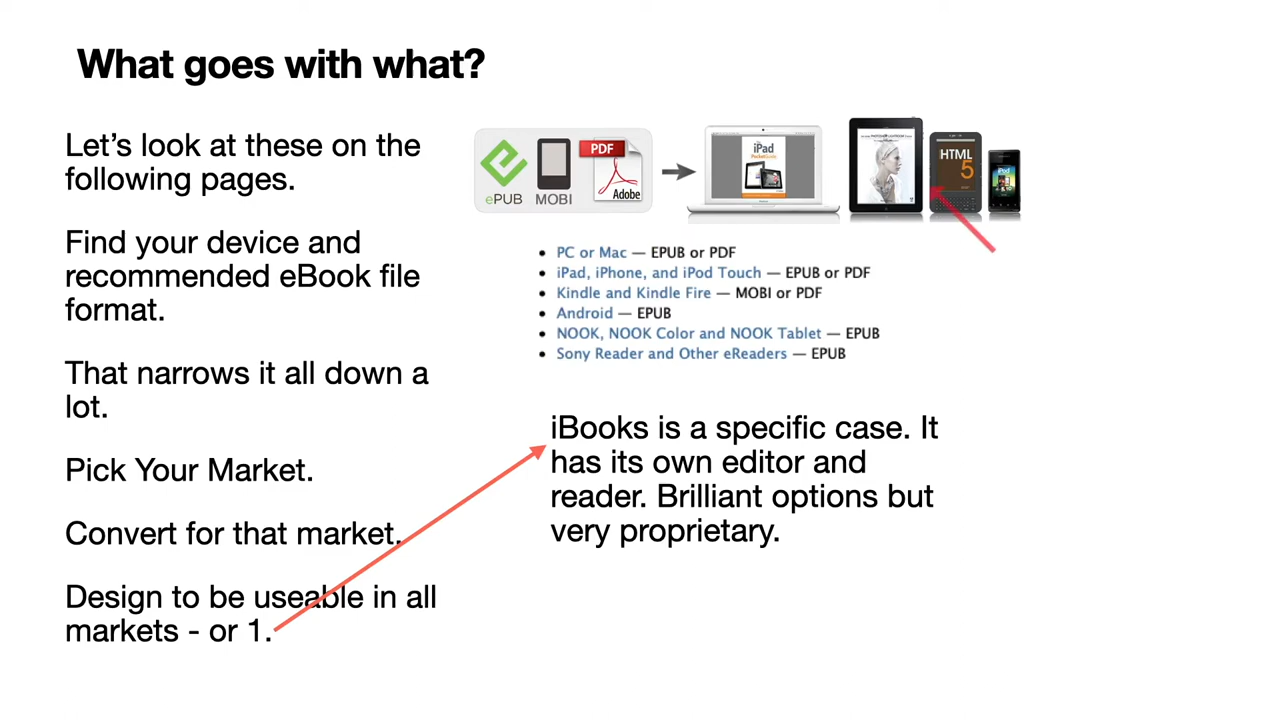 What goes with what?
Let’s look at these on the
following pages.
Find your device and
recommended eBook file
format.
That narrows it all down a
lot.
Pick Your Market.
Convert for that market.
Design to be useable in all
markets - or 1.
ePUB
MOBI
PDF
Adobe
iPad
PocketGuide
HTML
5
iPod
PC or Mac — EPUB or PDF
iPad, iPhone, and iPod Touch — EPUB or PDF
Kindle and Kindle Fire — MOBI or PDF
Android — EPUB
NOOK, NOOK Color and NOOK Tablet — EPUB
Sony Reader and Other eReaders — EPUB
iBooks is a specific case. It
has its own editor and
reader. Brilliant options but
very proprietary.